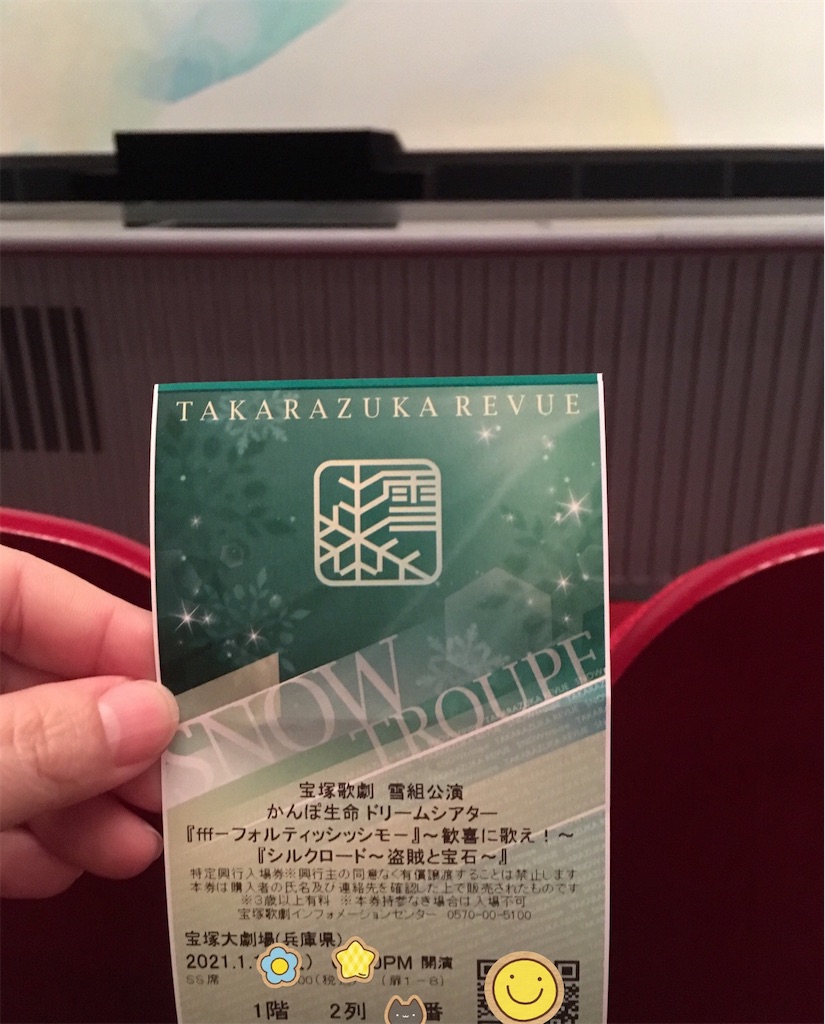 TAKARAZUKA REVUE
雪
SNOW
TROUPE
宝塚歌劇 雪組公演
かんぽ生命 ドリームシアター
『fffーフォルティッシッシモー』～歓喜に歌え！～
『シルクロード～盗賊と宝石～』
特定興行入場券※興行主の同意なく有償譲渡することは禁止します
本券は購入者の氏名及び連絡先を確認した上で販売されたものです
※3歳以上有料 ※本券持参なき場合は入場不可
宝塚歌劇インフォメーションセンター 0570-00-5100
宝塚大劇場(兵庫県)
2021.1. PM 開演
SS席 00(税 (扉1-8)
1階 2列 番